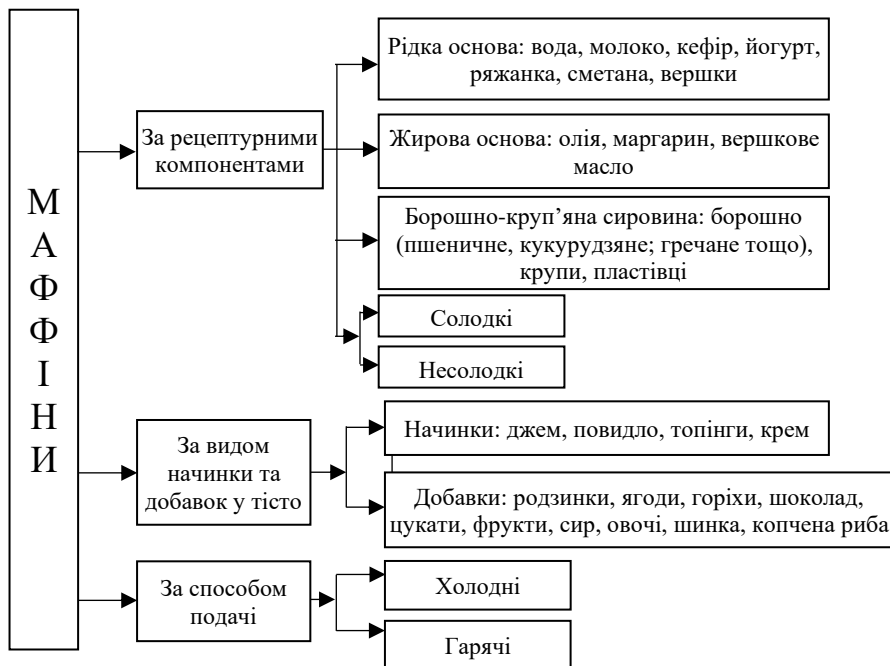 МАФФІНИ
За рецептурними
компонентами
Рідка основа: вода, молоко, кефір, йогурт,
ряжанка, сметана, вершки
Жирова основа: олія, маргарин, вершкове
масло
Борошно-круп’яна сировина: борошно
(пшеничне, кукурудзяне; гречане тощо),
крупи, пластівці
Солодкі
Несолодкі
За видом
начинки та
добавок у тісто
Начинки: джем, повидло, топінги, крем
Добавки: родзинки, ягоди, горіхи, шоколад,
цукати, фрукти, сир, овочі, шинка, копчена риба
За способом
подачі
Холодні
Гарячі